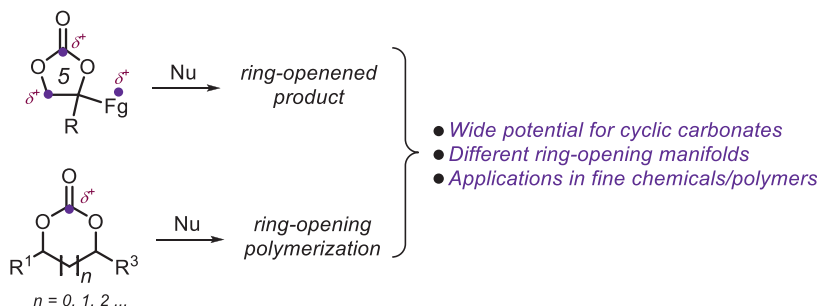 O
δ+
O
O
5
δ+
δ+
Fg
R
Nu
ring-openened
product
● Wide potential for cyclic carbonates
● Different ring-opening manifolds
● Applications in fine chemicals/polymers
O
δ+
O
O
R1
n
R3
Nu
ring-opening
polymerization
n = 0, 1, 2 ...